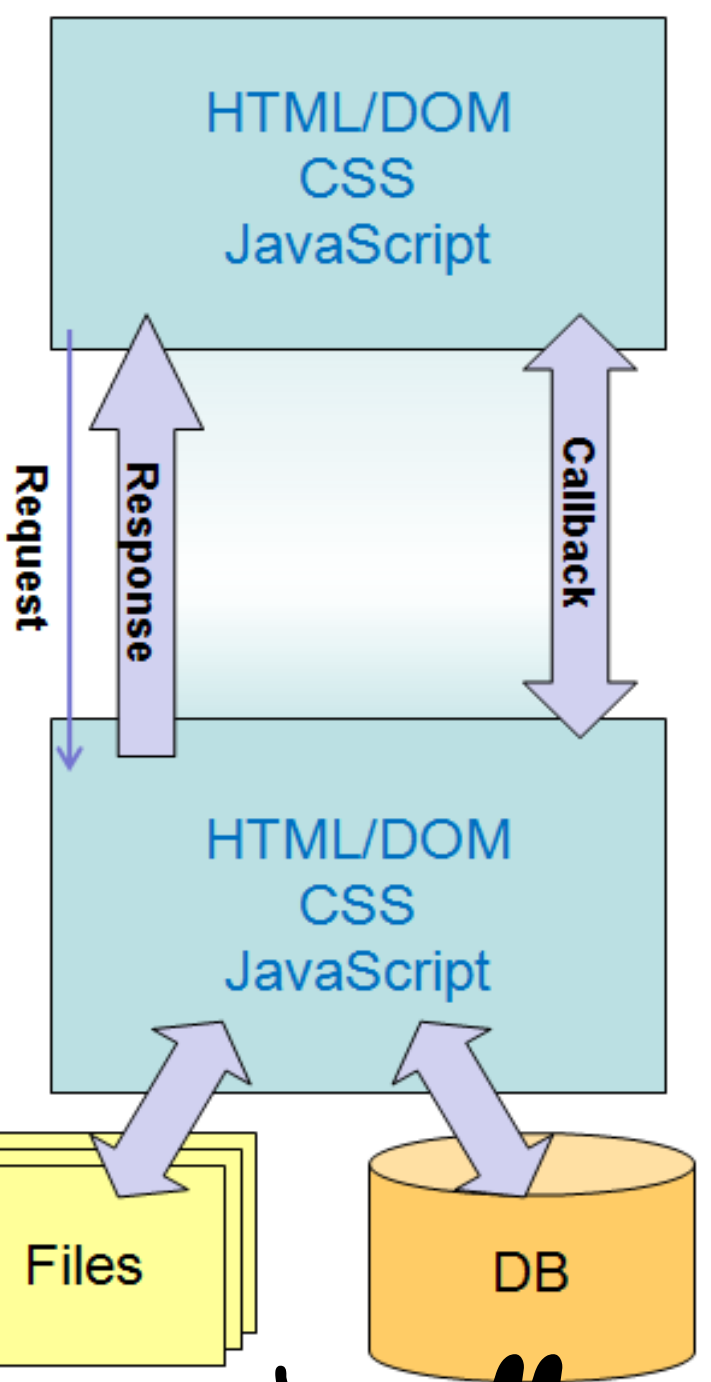 HTML/DOM
CSS
JavaScript
Request
Response
Callback
HTML/DOM
CSS
JavaScript
Files
DB